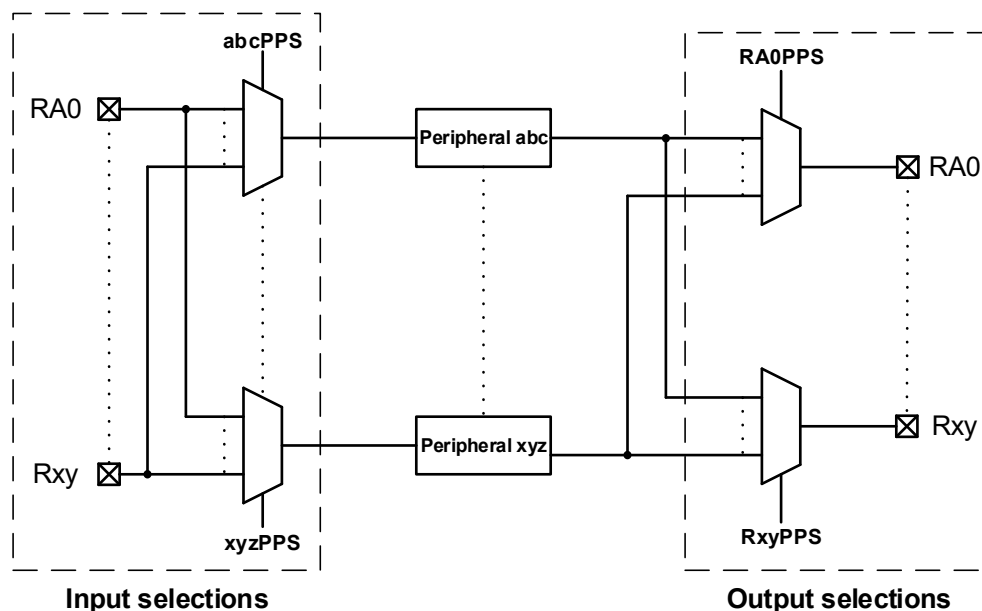 abcPPS
RA0PPS
RA0
Peripheral abc
RA0
Rxy
Peripheral xyz
Rxy
xyzPPS
RxyPPS
Input selections
Output selections